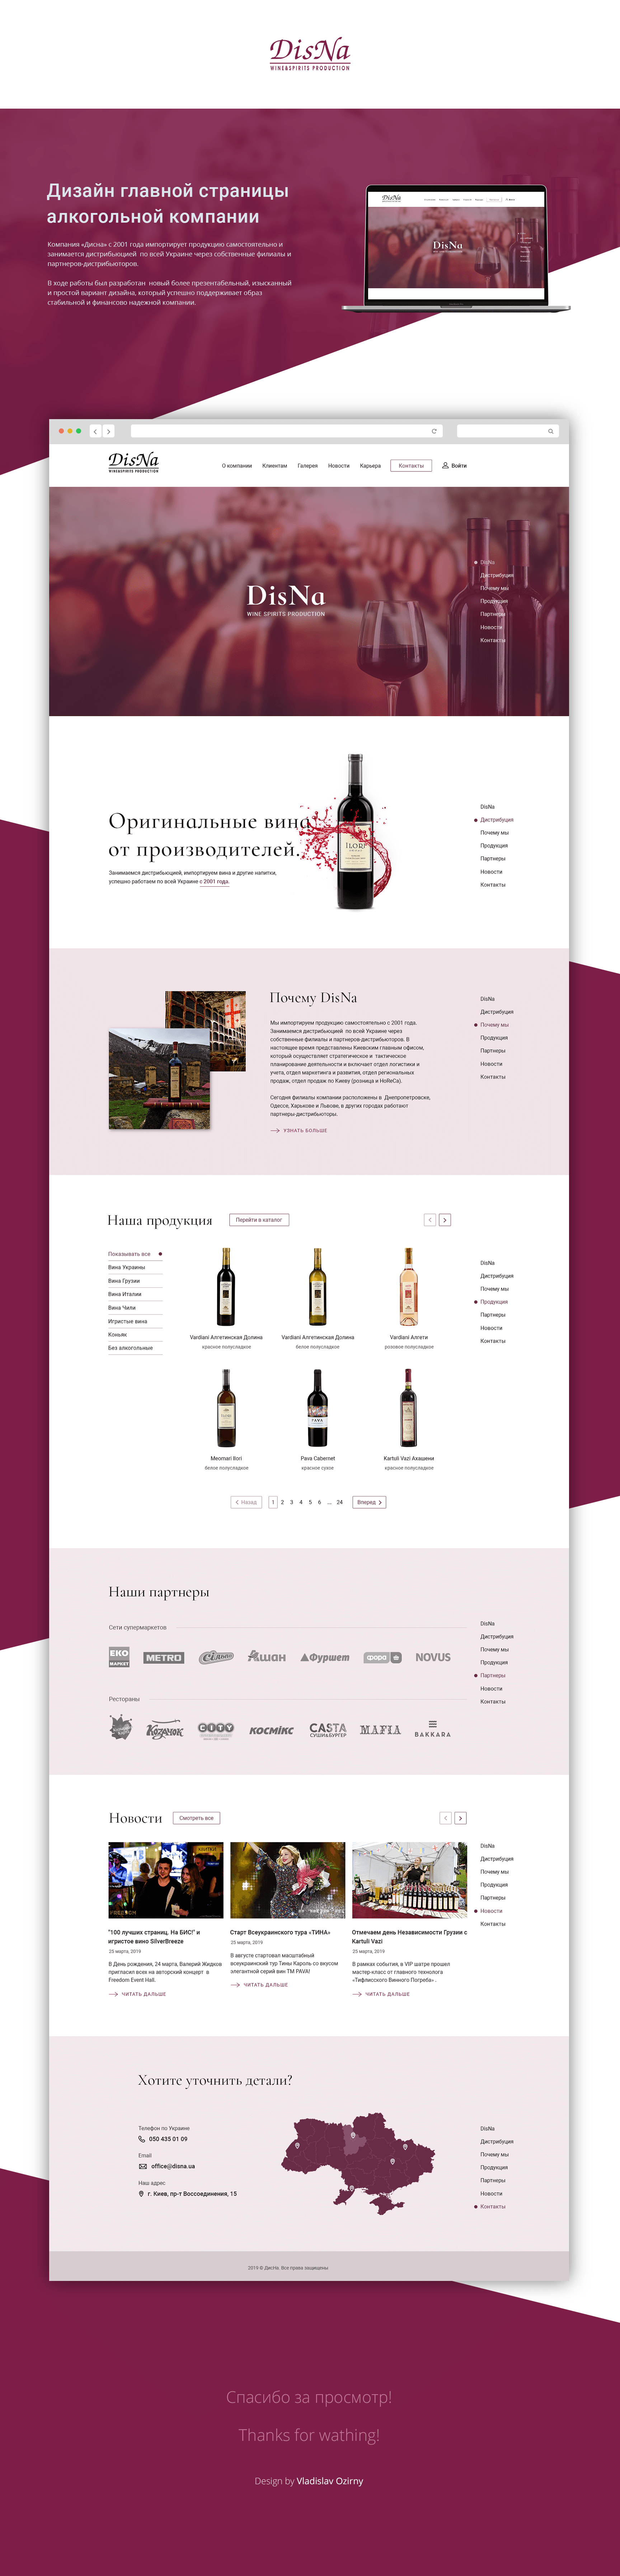 DisNa
WINE&SPIRITS PRODUCTION
Дизайн главной страницы
алкогольной компании
Компания «Дисна» с 2001 года импортирует продукцию самостоятельно и
занимается дистрибьюцией по всей Украине через собственные филиалы и
партнеров-дистрибьюторов.
В ходе работы был разработан новый более презентабельный, изысканный
и простой вариант дизайна, который успешно поддерживает образ
стабильной и финансово надежной компании.
DisNa
DisNa
DisNa
WINE&SPIRITS PRODUCTION
О компании Клиентам Галерея Новости Карьера Контакты Войти
DisNa
WINE SPIRITS PRODUCTION
DisNa
Дистрибуция
Почему мы
Продукция
Партнеры
Новости
Контакты
Оригинальные вина
от производителей.
Занимаемся дистрибьюцией, импортируем вина и другие напитки,
успешно работаем по всей Украине с 2001 года.
ILORI
DisNa
Дистрибуция
Почему мы
Продукция
Партнеры
Новости
Контакты
Почему DisNa
Мы импортируем продукцию самостоятельно с 2001 года.
Занимаемся дистрибьюцией по всей Украине через
собственные филиалы и партнеров-дистрибьюторов. В
настоящее время представлены Киевским главным офисом,
который осуществляет стратегическое и тактическое
планирование деятельности и включает отдел логистики и
учета, отдел маркетинга и развития, отдел региональных
продаж, отдел продаж по Киеву (розница и HoReCa).
Сегодня филиалы компании расположены в Днепропетровске,
Одессе, Харькове и Львове, в других городах работают
партнеры-дистрибьюторы.
УЗНАТЬ БОЛЬШЕ
DisNa
Дистрибуция
Почему мы
Продукция
Партнеры
Новости
Контакты
Наша продукция
Перейти в каталог
Показывать все
Вина Украины
Вина Грузии
Вина Италии
Вина Чили
Игристые вина
Коньяк
Без алкогольные
Vardiani Алгетинская Долина
красное полусладкое
Vardiani Алгетинская Долина
белое полусладкое
Vardiani Алгети
розовое полусладкое
PAVA
Meomari Ilori
белое полусладкое
Pava Cabernet
красное сухое
Kartuli Vazi Ахашени
красное полусладкое
Назад 1 2 3 4 5 6 ... 24 Вперед
DisNa
Дистрибуция
Почему мы
Продукция
Партнеры
Новости
Контакты
Наши партнеры
Сети супермаркетов
ЕКО МАРКЕТ METRO Сільпо Ашан Фуршет фора NOVUS
Рестораны
Козачок CITY КОСМІКС CASTA СУШИ&БУРГЕР MAFIA BAKKARA
DisNa
Дистрибуция
Почему мы
Продукция
Партнеры
Новости
Контакты
Новости
Смотреть все
"100 лучших страниц. На БИС!" и
игристое вино SilverBreeze
25 марта, 2019
В День рождения, 24 марта, Валерий Жидков
пригласил всех на авторский концерт в
Freedom Event Hall.
ЧИТАТЬ ДАЛЬШЕ
Старт Всеукраинского тура «ТИНА»
25 марта, 2019
В августе стартовал масштабный
всеукраинский тур Тины Кароль со вкусом
элегантной серий вин ТМ PAVA!
ЧИТАТЬ ДАЛЬШЕ
Отмечаем день Независимости Грузии с
Kartuli Vazi
25 марта, 2019
В рамках события, в VIP шатре прошел
мастер-класс от главного технолога
«Тифлисского Винного Погреба» .
ЧИТАТЬ ДАЛЬШЕ
DisNa
Дистрибуция
Почему мы
Продукция
Партнеры
Новости
Контакты
Хотите уточнить детали?
Телефон по Украине
050 435 01 09
Email
office@disna.ua
Наш адрес
г. Киев, пр-т Воссоединения, 15
DisNa
Дистрибуция
Почему мы
Продукция
Партнеры
Новости
Контакты
2019 © Дисна. Все права защищены
Спасибо за просмотр!
Thanks for wathing!
Design by Vladislav Ozirny